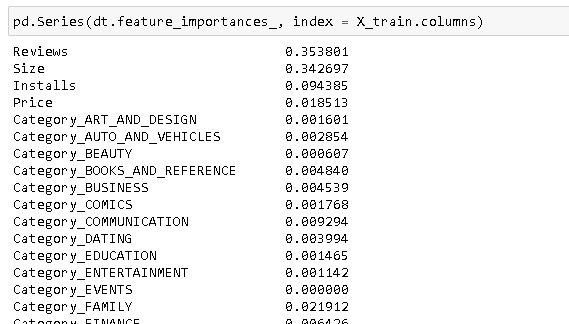 pd.Series(dt.feature_importances_, index = X_train.columns)
Reviews 0.353801
Size 0.342697
Installs 0.094385
Price 0.018513
Category_ART_AND_DESIGN 0.001601
Category_AUTO_AND_VEHICLES 0.002854
Category_BEAUTY 0.000607
Category_BOOKS_AND_REFERENCE 0.004840
Category_BUSINESS 0.004539
Category_COMICS 0.001768
Category_COMMUNICATION 0.009294
Category_DATING 0.003994
Category_EDUCATION 0.001465
Category_ENTERTAINMENT 0.001142
Category_EVENTS 0.000000
Category_FAMILY 0.021912
Category_FINANCE 0.006426